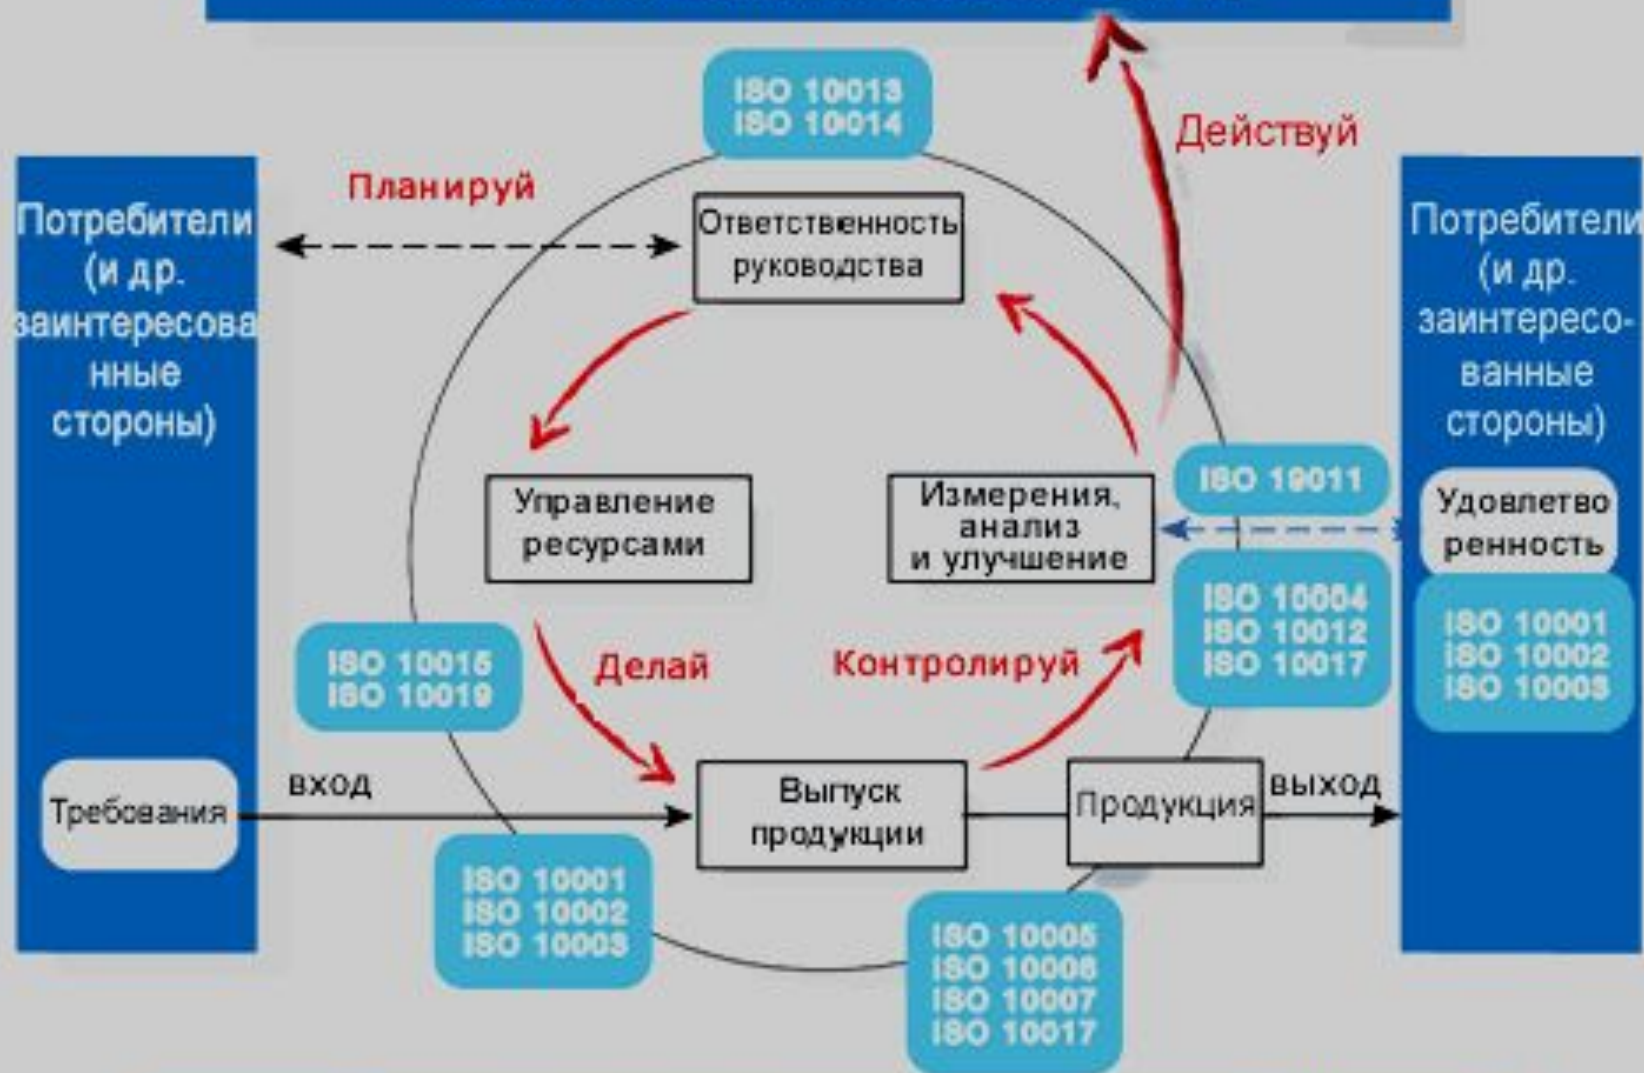 ISO 10013
ISO 10014
Действуй
Планируй
Потребители
(и др.
заинтересова
нные
стороны)
Ответственность
руководства
Потребители
(и др.
заинтересо-
ванные
стороны)
Управление
ресурсами
Измерения,
анализ
и улучшение
ISO 19011
Удовлетво
ренность
ISO 10004
ISO 10012
ISO 10017
ISO 10001
ISO 10002
ISO 10003
ISO 10015
ISO 10019
Делай
Контролируй
Требования
вход
Выпуск
продукции
Продукция
выход
ISO 10001
ISO 10002
ISO 10003
ISO 10005
ISO 10006
ISO 10007
ISO 10017